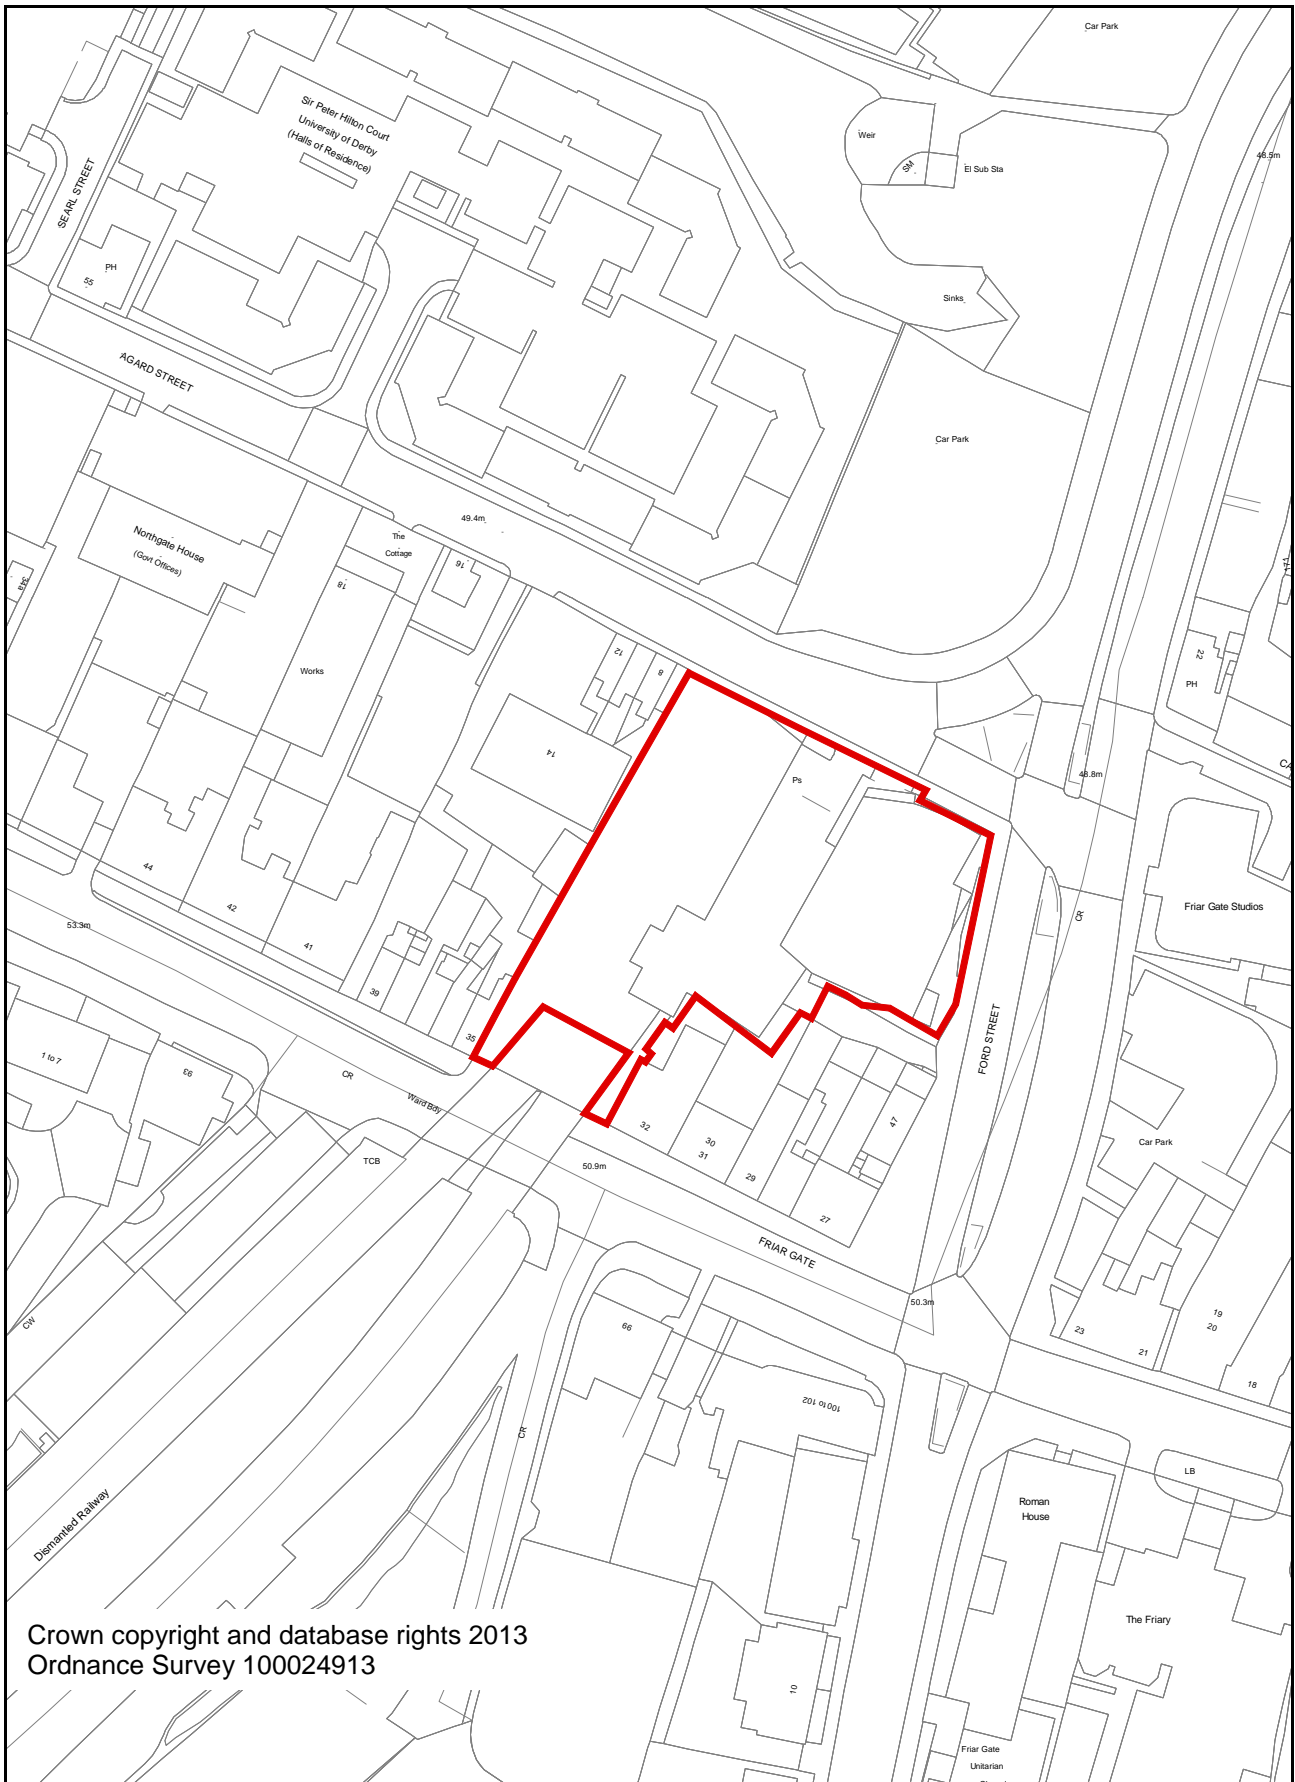 Car Park
Sir Peter Hilton Court
University of Derby
(Halls of Residence)
Weir
SM
El Sub Sta
48.5m
SEARL STREET
PH
55
Sinks
AGARD STREET
Car Park
49.4m
Northgate House
(Govt Offices)
The
Cottage
16
18
34a
Works
12
8
22
PH
14
Ps
48.8m
CA
44
42
41
39
35
53.3m
CR
Friar Gate Studios
FORD STREET
1 to 7
93
CR
Ward Bdy
TCB
32
30
31
29
27
47
50.9m
Car Park
FRIAR GATE
50.3m
CW
99
23
21
19
20
18
100 to 102
CR
LB
Roman
House
Dismantled Railway
The Friary
10
Crown copyright and database rights 2013
Ordnance Survey 100024913
Friar Gate
Unitarian